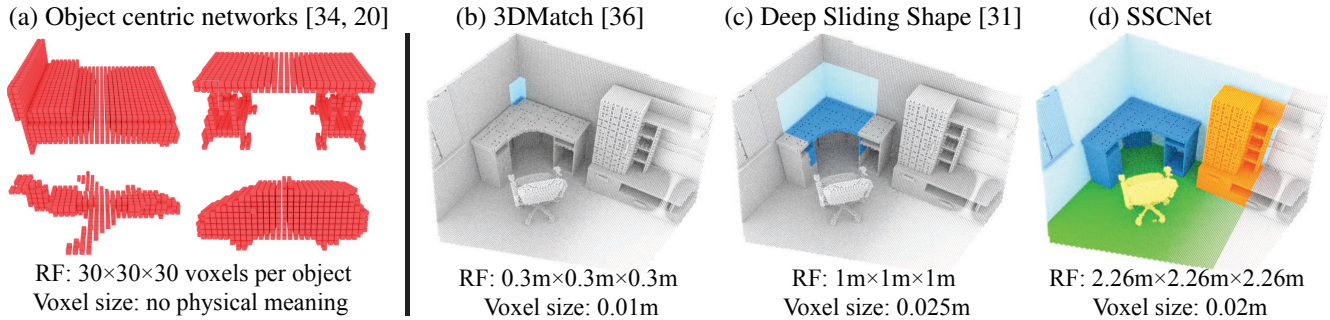 (a) Object centric networks [34, 20]
(b) 3DMatch [36]
(c) Deep Sliding Shape [31]
(d) SSCNet
RF: 30×30×30 voxels per object
Voxel size: no physical meaning
RF: 0.3m×0.3m×0.3m
Voxel size: 0.01m
RF: 1m×1m×1m
Voxel size: 0.025m
RF: 2.26m×2.26m×2.26m
Voxel size: 0.02m